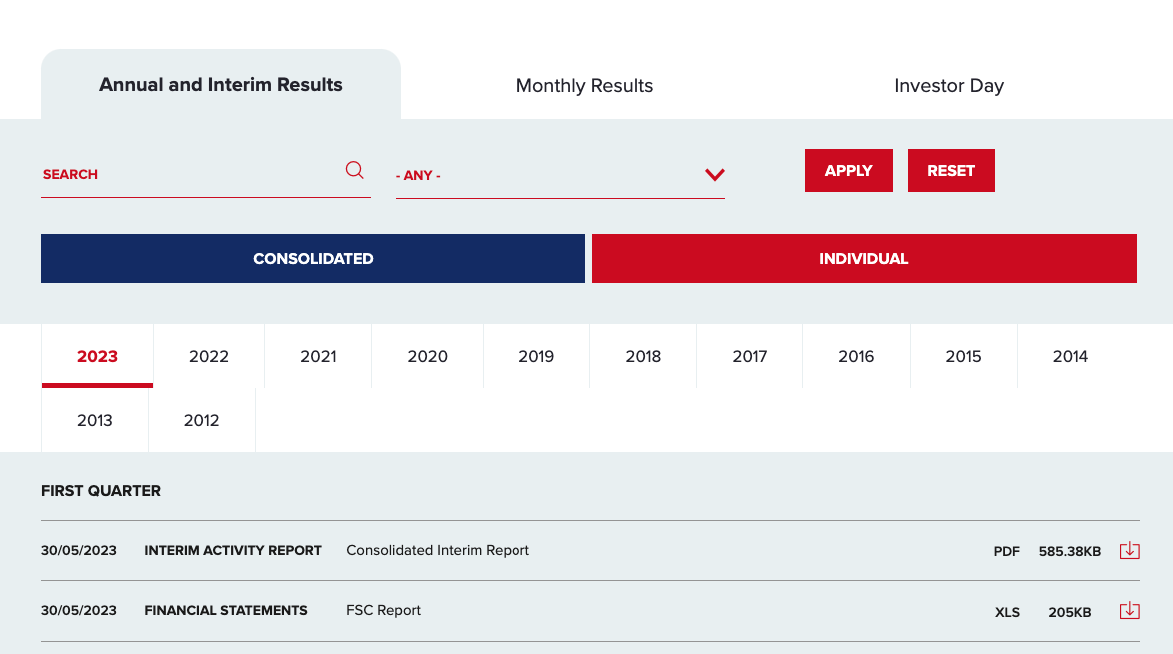 Annual and Interim Results Monthly Results Investor Day
SEARCH - ANY - APPLY RESET
CONSOLIDATED INDIVIDUAL
2023 2022 2021 2020 2019 2018 2017 2016 2015 2014
2013 2012
FIRST QUARTER
30/05/2023 INTERIM ACTIVITY REPORT Consolidated Interim Report PDF 585.38KB
30/05/2023 FINANCIAL STATEMENTS FSC Report XLS 205KB